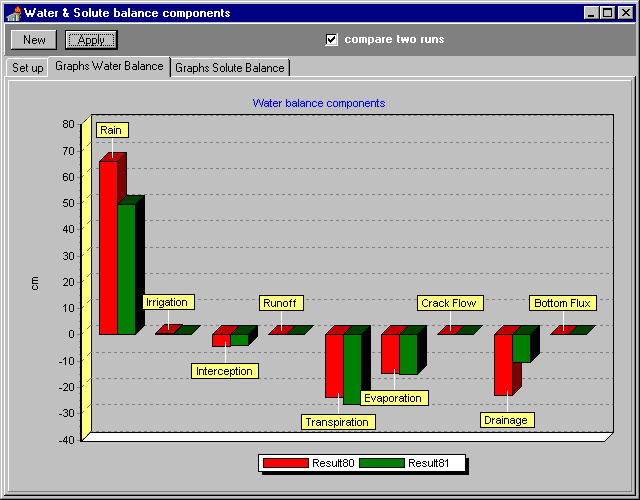 Water & Solute balance components
New Apply compare two runs
Set up Graphs Water Balance Graphs Solute Balance
Water balance components
80
70
60
50
40
30
20
10
0
-10
-20
-30
-40
cm
Rain
Irrigation
Interception
Runoff
Transpiration
Evaporation
Crack Flow
Drainage
Bottom Flux
Result80 Result81